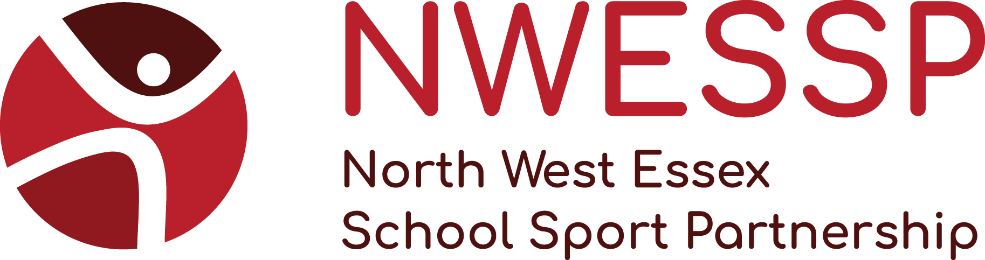 NWESSP
North West Essex
School Sport Partnership